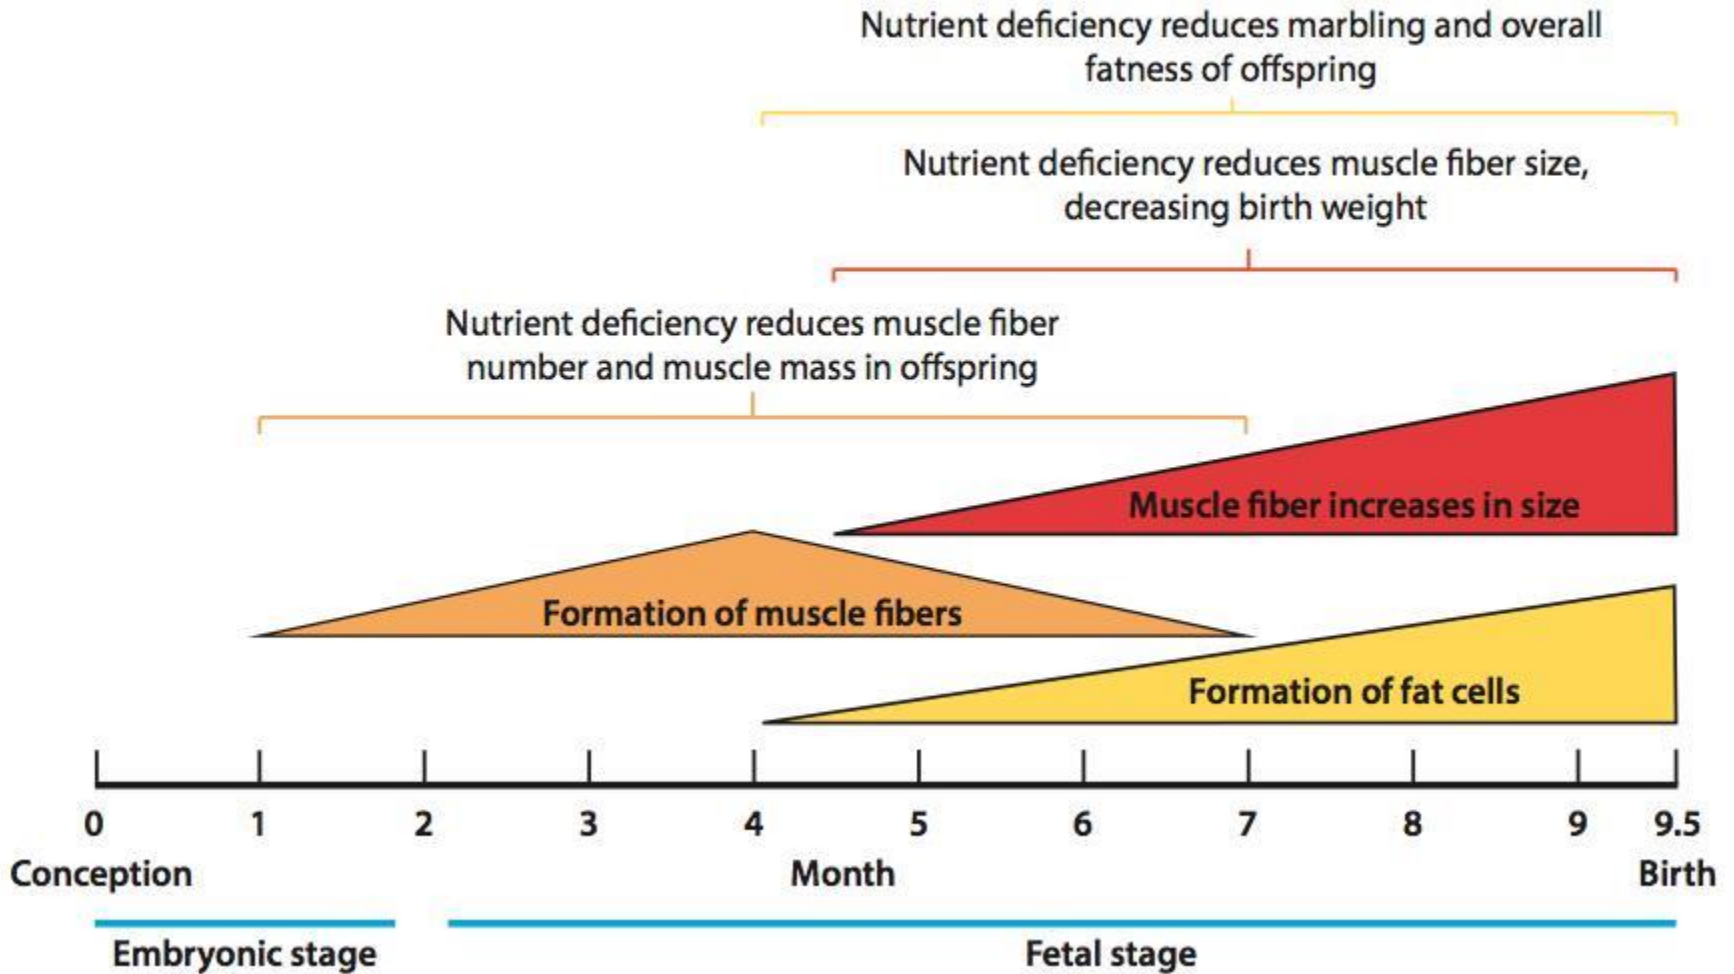 Nutrient deficiency reduces marbling and overall
fatness of offspring
Nutrient deficiency reduces muscle fiber size,
decreasing birth weight
Nutrient deficiency reduces muscle fiber
number and muscle mass in offspring
Muscle fiber increases in size
Formation of muscle fibers
Formation of fat cells
0 1 2 3 4 5 6 7 8 9 9.5
Conception Month Birth
Embryonic stage Fetal stage